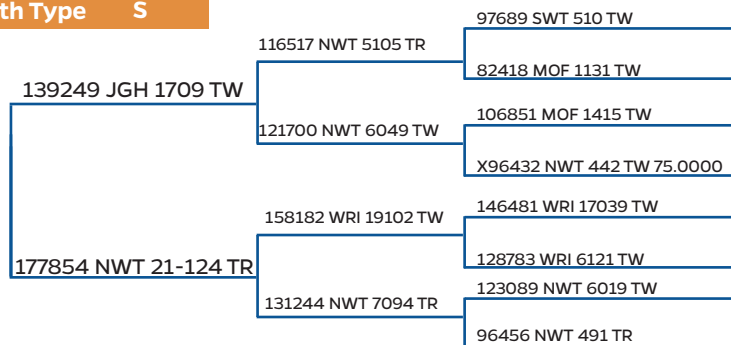 th Type S
97689 SWT 510 TW
116517 NWT 5105 TR
82418 MOF 1131 TW
139249 JGH 1709 TW
106851 MOF 1415 TW
121700 NWT 6049 TW
X96432 NWT 442 TW 75.0000
146481 WRI 17039 TW
158182 WRI 19102 TW
128783 WRI 6121 TW
177854 NWT 21-124 TR
123089 NWT 6019 TW
131244 NWT 7094 TR
96456 NWT 491 TR